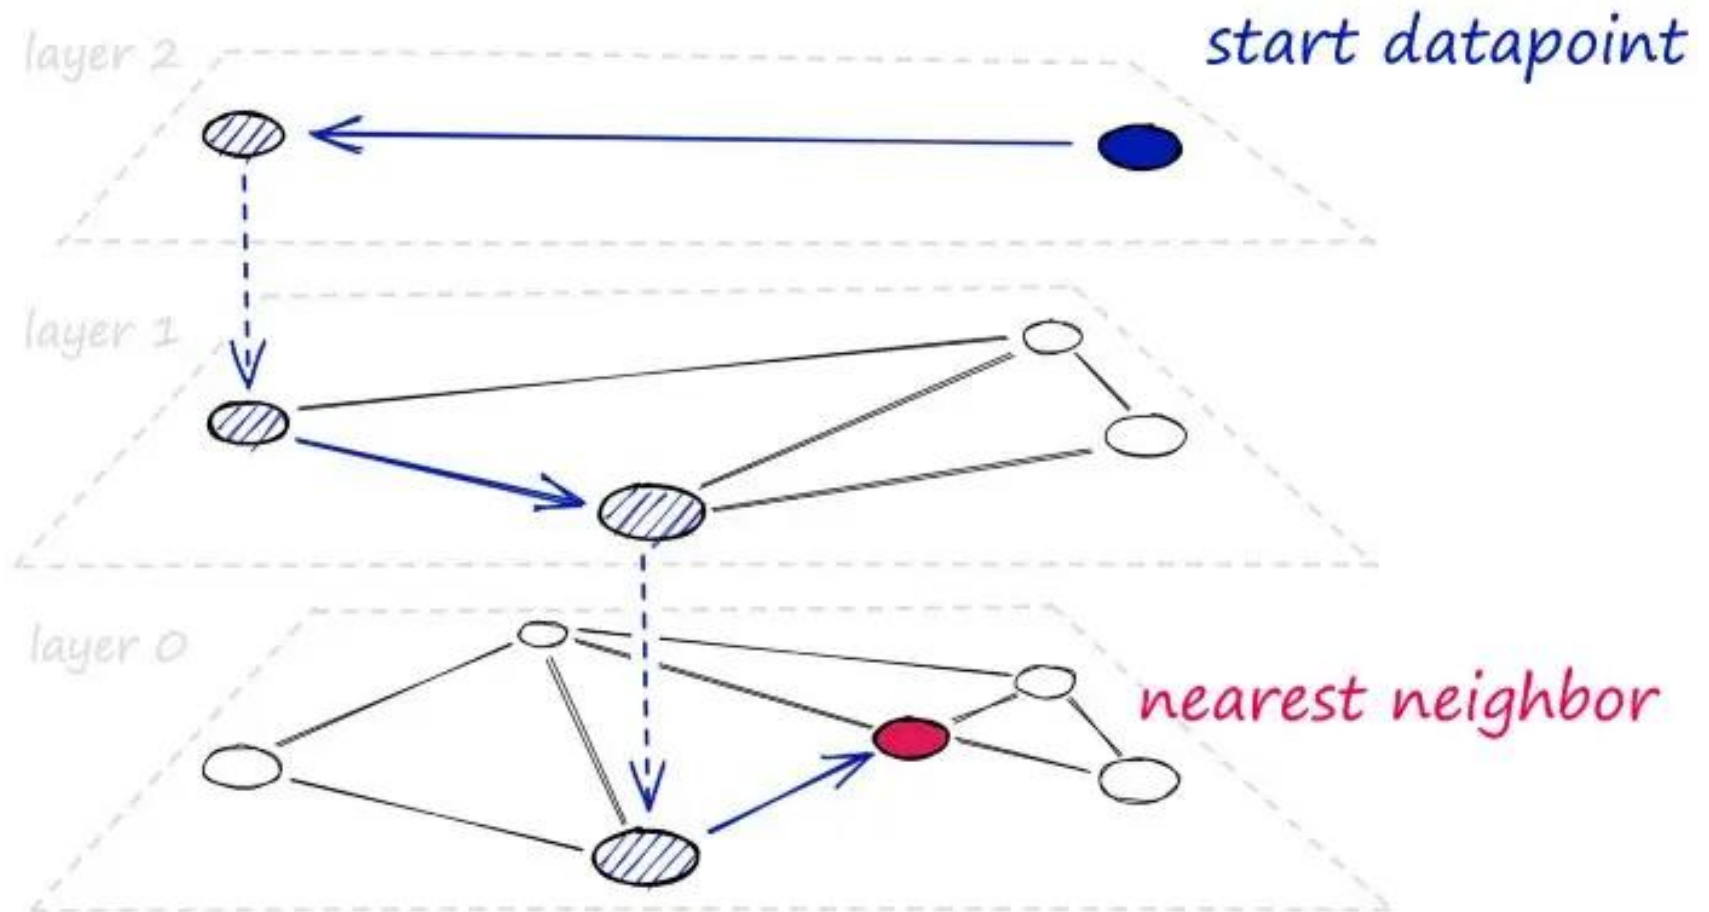 layer 2
start datapoint
layer 1
layer 0
nearest neighbor